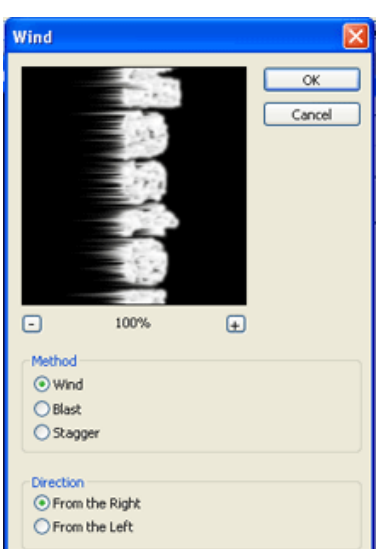 Wind
OK
Cancel
- 100% +
Method
Wind
Blast
Stagger
Direction
From the Right
From the Left